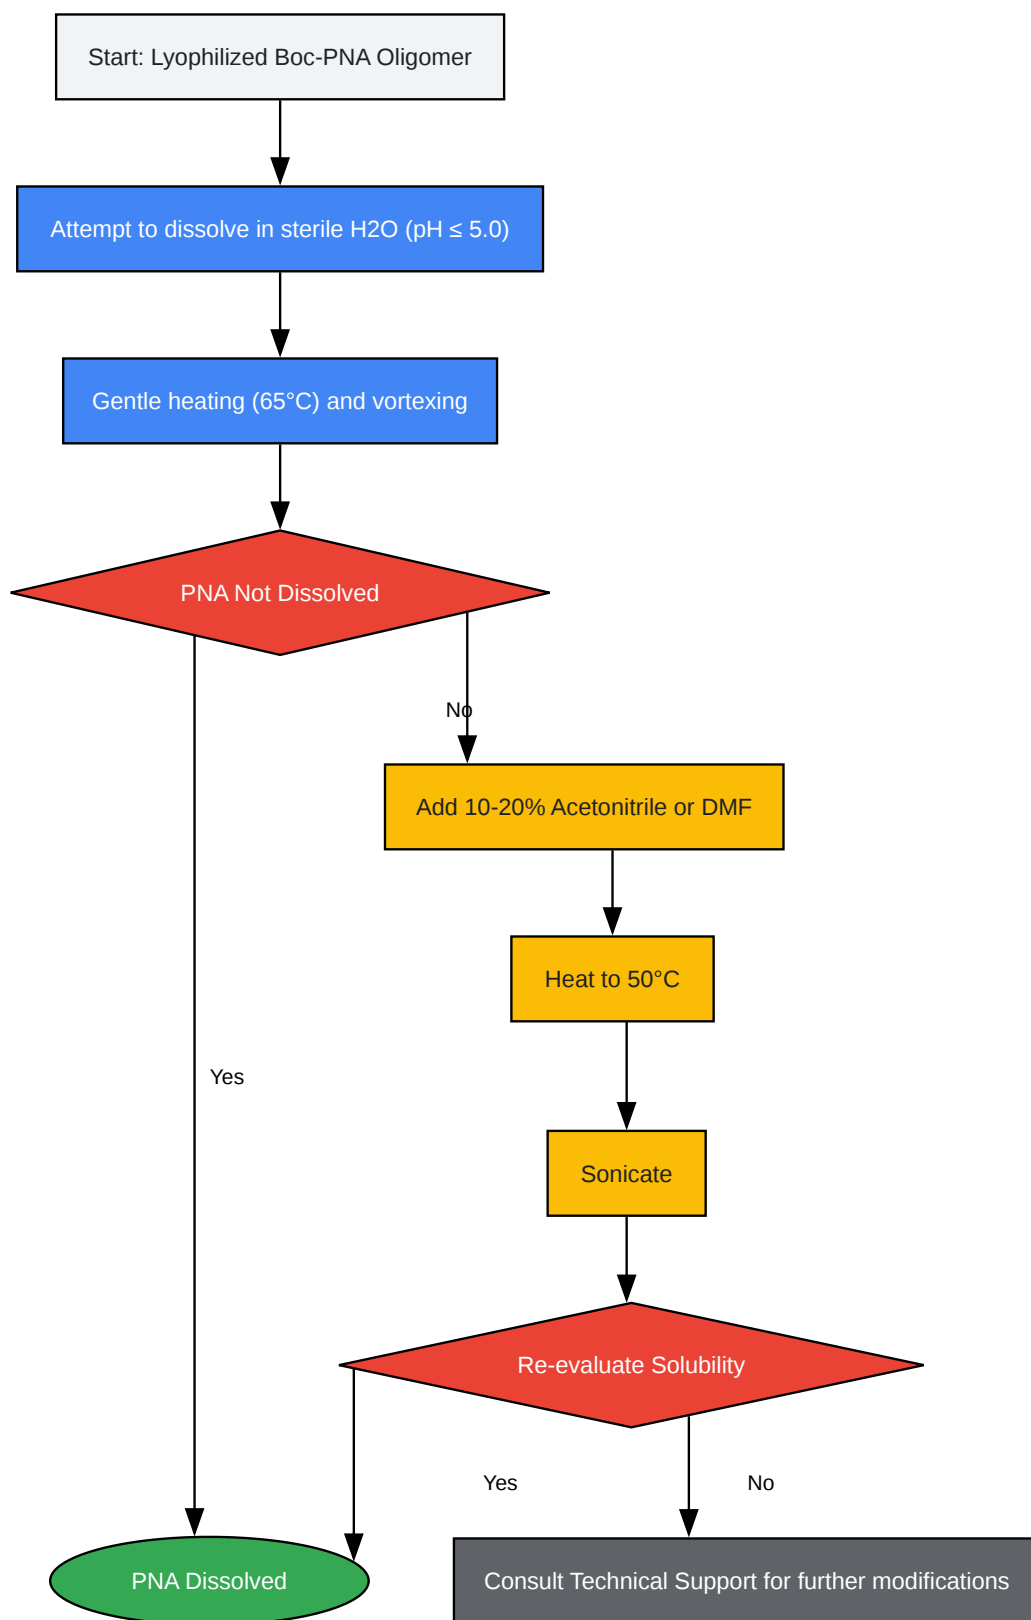 Start: Lyophilized Boc-PNA Oligomer
Attempt to dissolve in sterile H2O (pH ≤ 5.0)
Gentle heating (65°C) and vortexing
PNA Not Dissolved
No
Add 10-20% Acetonitrile or DMF
Heat to 50°C
Yes
Sonicate
Re-evaluate Solubility
Yes
No
PNA Dissolved
Consult Technical Support for further modifications